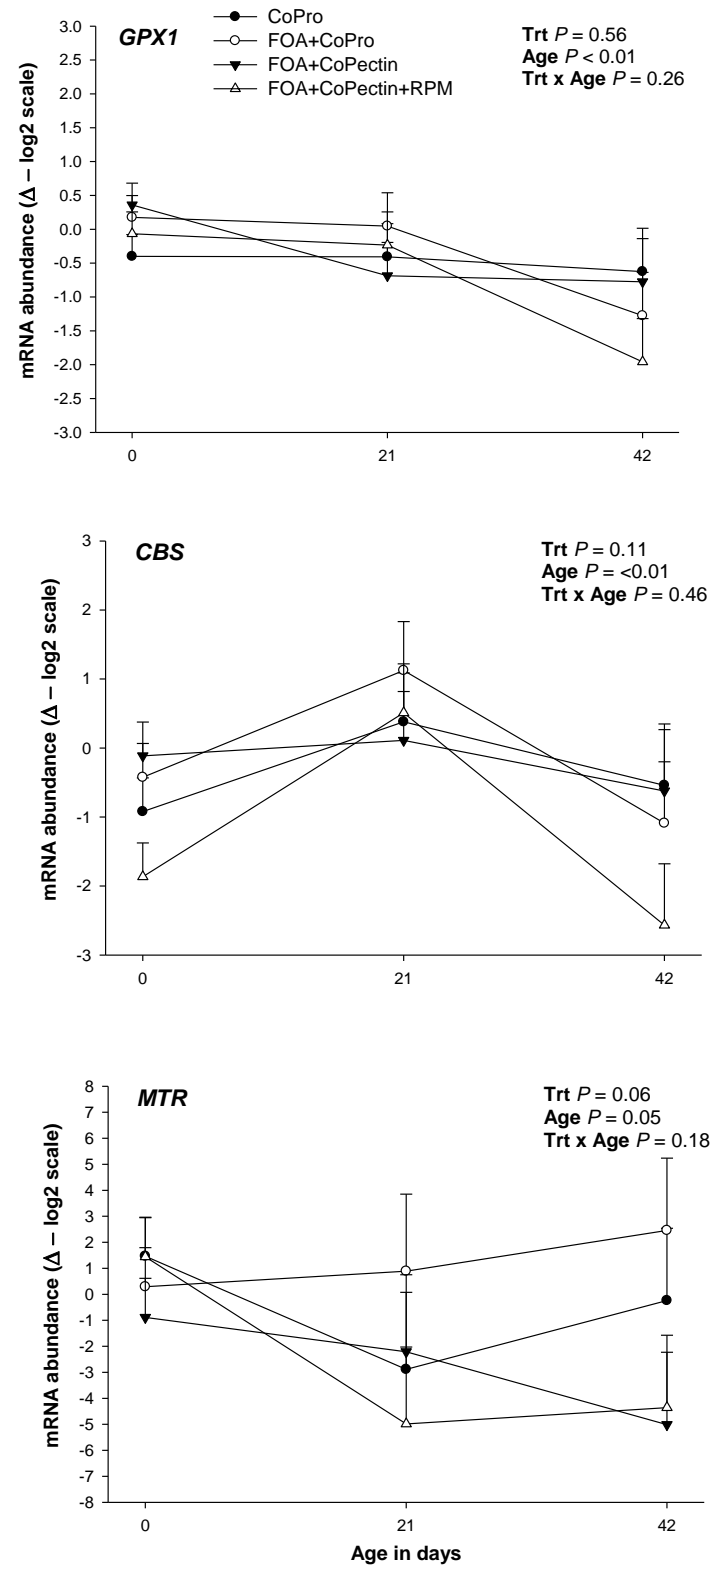 GPX1
CoPro
FOA+CoPro
FOA+CoPectin
FOA+CoPectin+RPM
Trt P = 0.56
Age P < 0.01
Trt x Age P = 0.26
mRNA abundance (Δ – log2 scale)
3.0
2.5
2.0
1.5
1.0
0.5
0.0
-0.5
-1.0
-1.5
-2.0
-2.5
-3.0
0 21 42
CBS
Trt P = 0.11
Age P = <0.01
Trt x Age P = 0.46
mRNA abundance (Δ – log2 scale)
3
2
1
0
-1
-2
-3
0 21 42
MTR
Trt P = 0.06
Age P = 0.05
Trt x Age P = 0.18
mRNA abundance (Δ – log2 scale)
8
7
6
5
4
3
2
1
0
-1
-2
-3
-4
-5
-6
-7
-8
0 21 42
Age in days